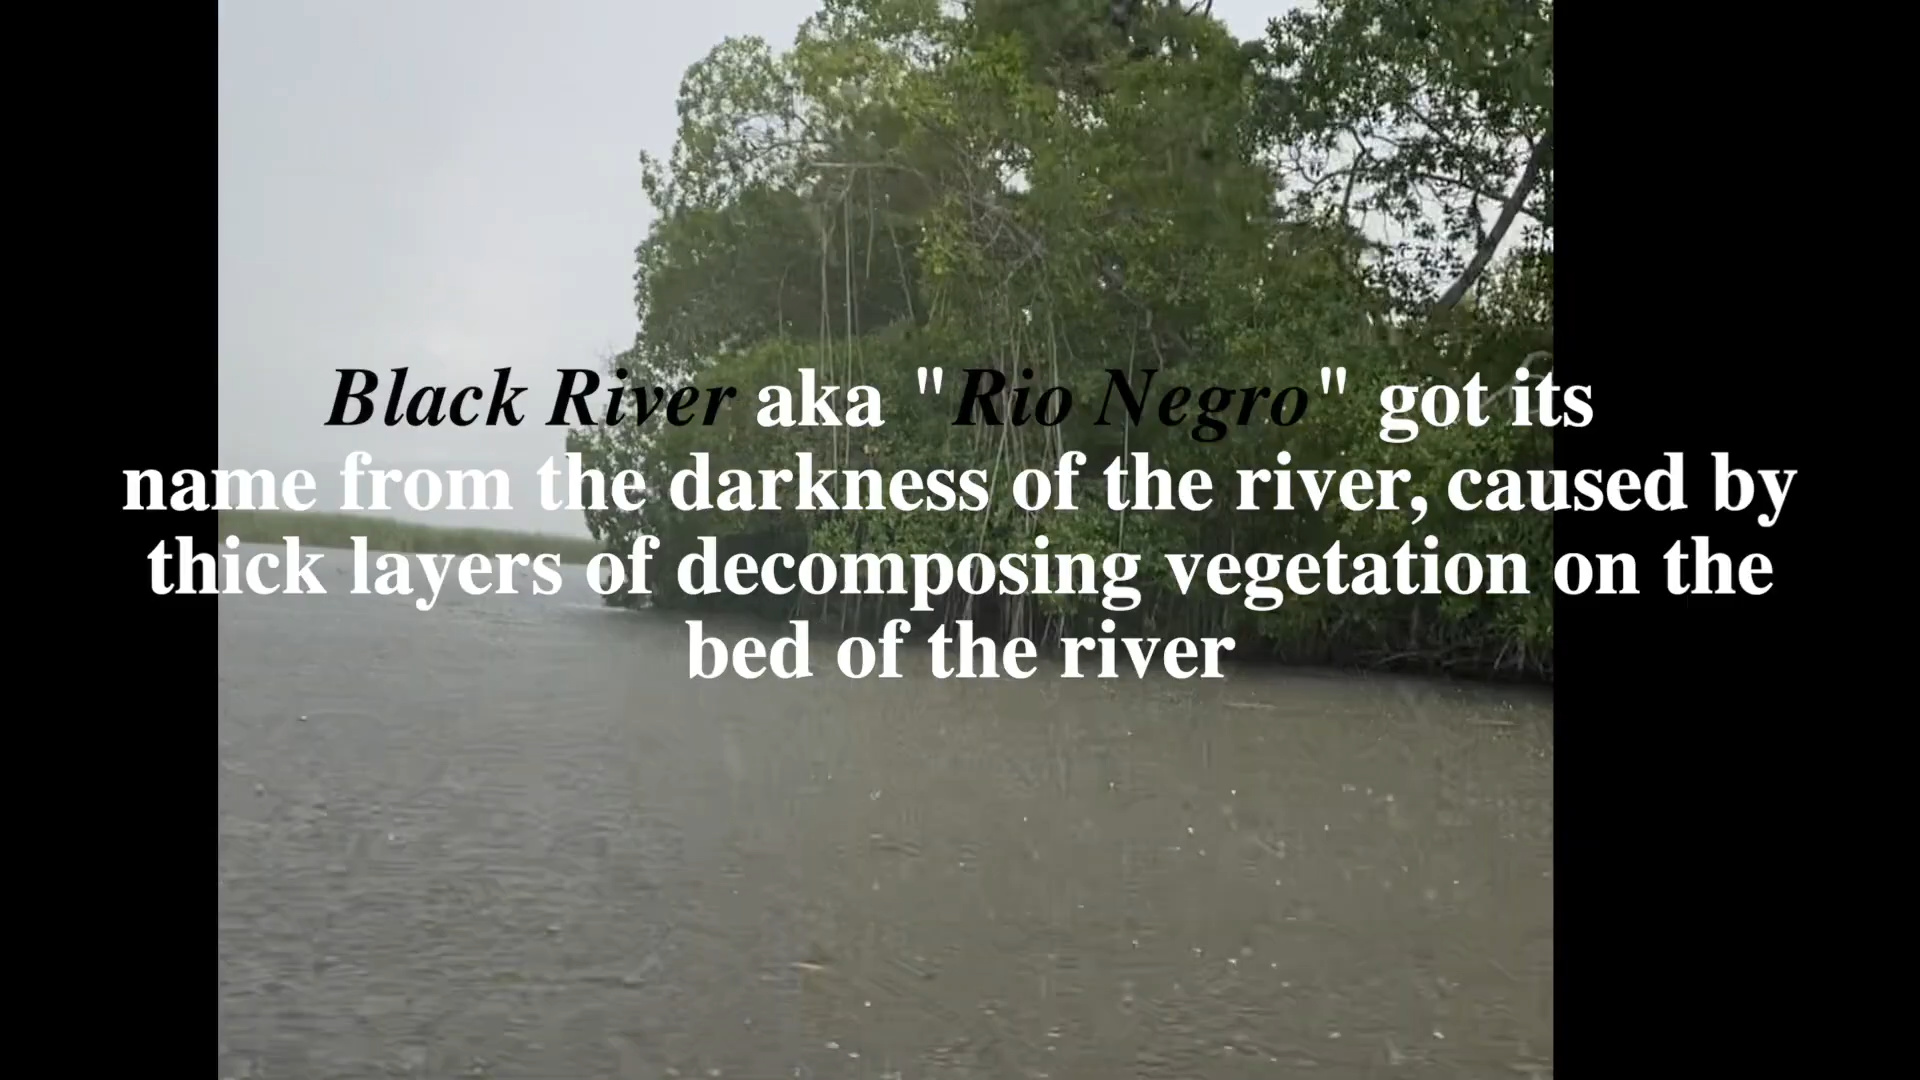 Black River aka "Rio Negro" got its
name from the darkness of the river, caused by
thick layers of decomposing vegetation on the
bed of the river